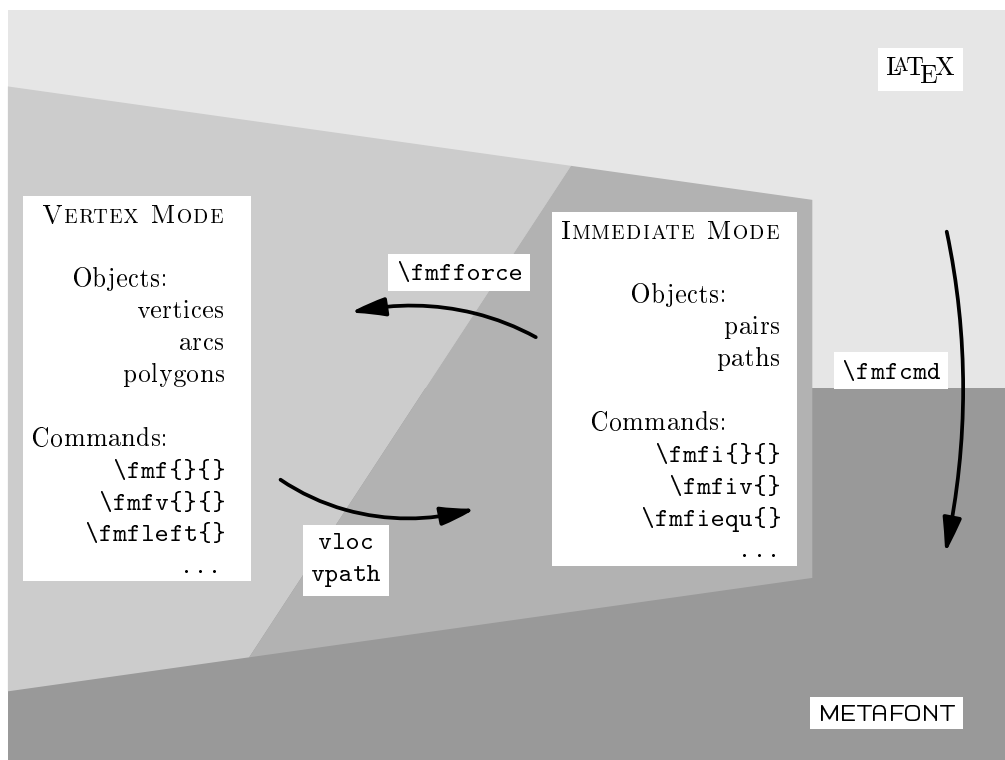 LATEX
VERTEX MODE
Objects:
vertices
arcs
polygons
Commands:
\fmf{}{}
\fmfv{}{}
\fmfleft{}
...
\fmfforce
vloc
vpath
IMMEDIATE MODE
Objects:
pairs
paths
Commands:
\fmfi{}{}
\fmfiv{}
\fmfiequ{}
...
\fmfcmd
METAFONT